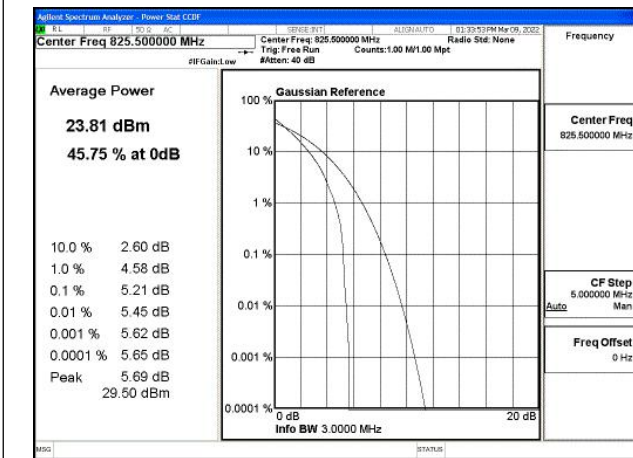 Agilent Spectrum Analyzer - Power Stat CCDF
RL RF 50 Ω AC SENSE:INT ALIGNAUTO 01:33:53 PM Mar 09, 2022
Center Freq 825.500000 MHz
Center Freq: 825.500000 MHz Radio Std: None
Trig: Free Run Counts:1.00 M/1.00 Mpt
#IFGain:Low #Atten: 40 dB
Frequency
Average Power
23.81 dBm
45.75 % at 0dB
10.0 % 2.60 dB
1.0 % 4.58 dB
0.1 % 5.21 dB
0.01 % 5.45 dB
0.001 % 5.62 dB
0.0001 % 5.65 dB
Peak 5.69 dB
29.50 dBm
Gaussian Reference
100 %
10 %
1 %
0.1 %
0.01 %
0.001 %
0.0001 %
0 dB 20 dB
Info BW 3.0000 MHz
Center Freq
825.500000 MHz
CF Step
5.000000 MHz
Auto Man
Freq Offset
0 Hz
MSG STATUS